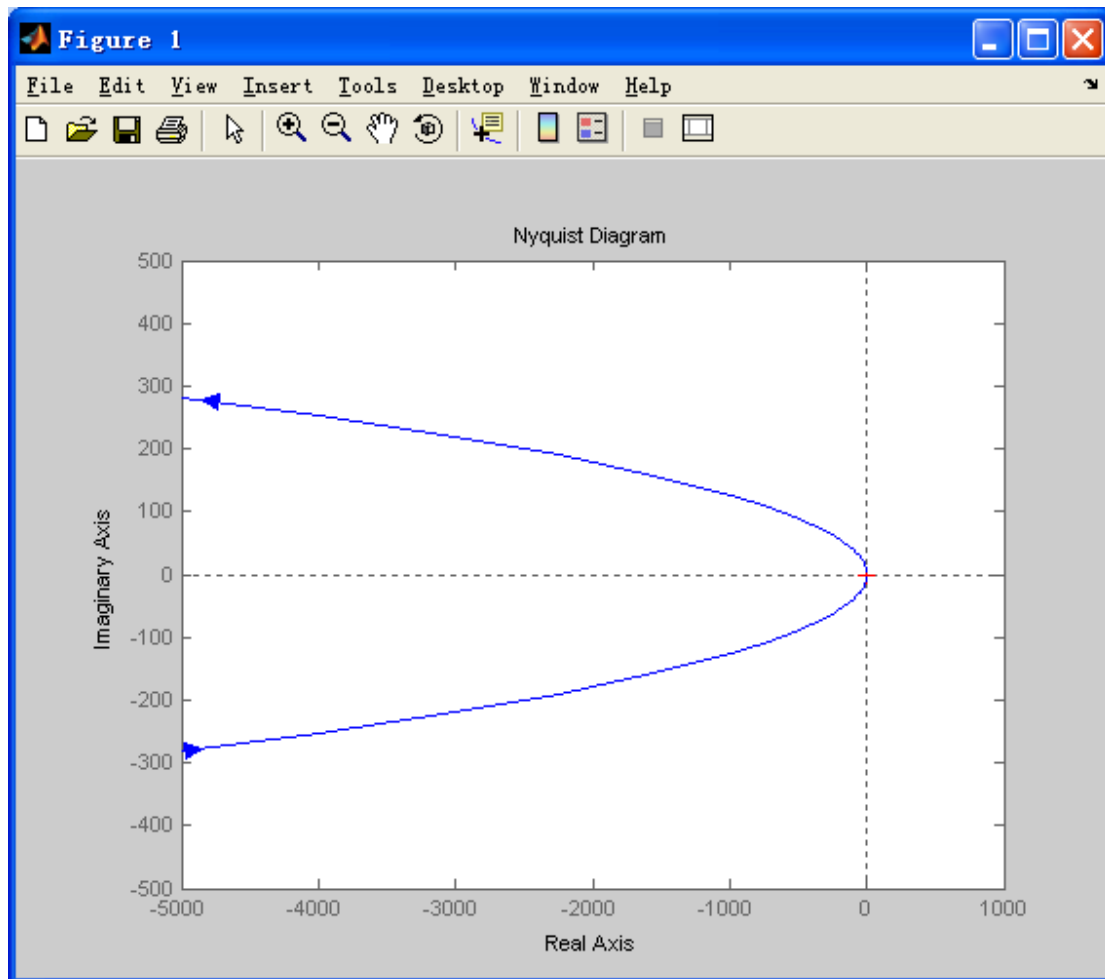 Figure 1
File Edit View Insert Tools Desktop Window Help
Nyquist Diagram
500
400
300
200
100
0
-100
-200
-300
-400
-500
Imaginary Axis
-5000 -4000 -3000 -2000 -1000 0 1000
Real Axis